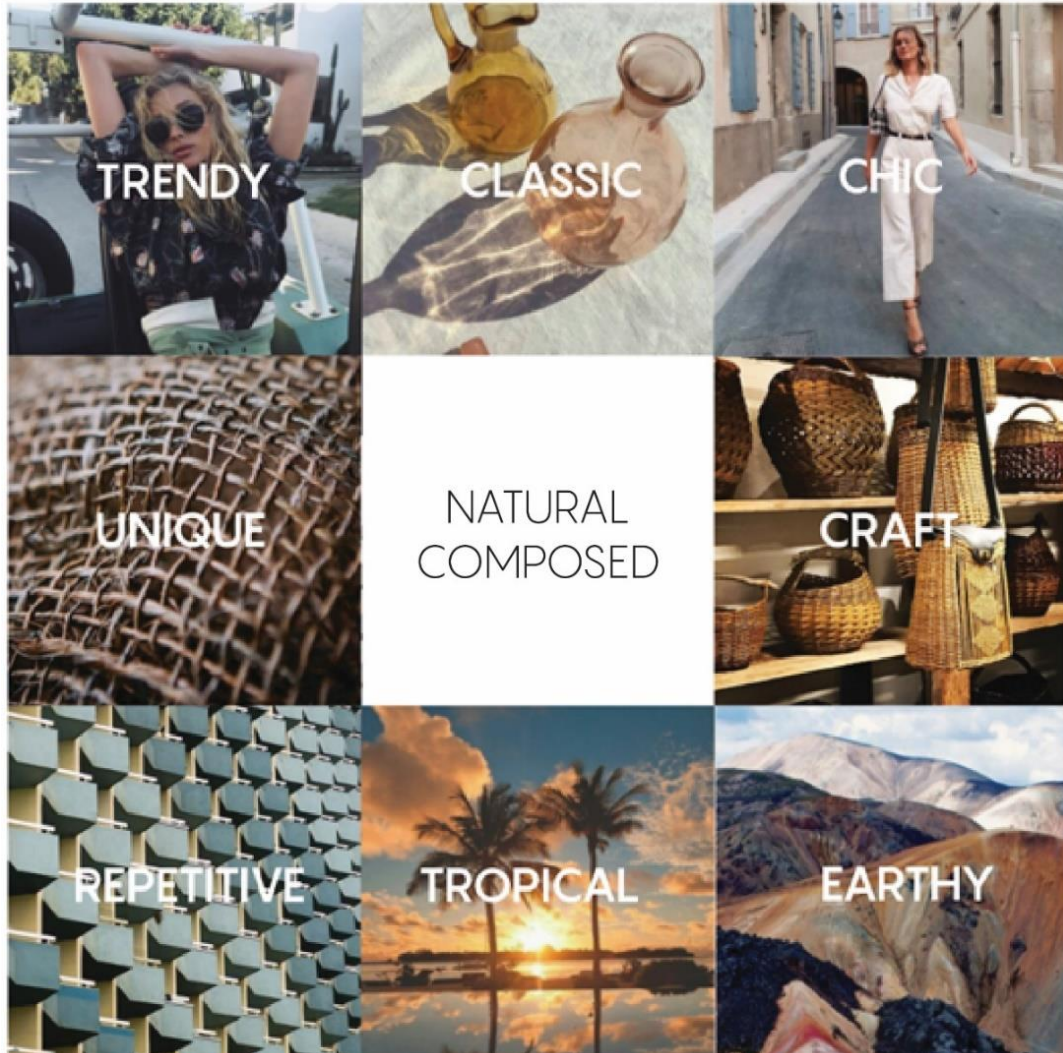 TRENDY
CLASSIC
CHIC
UNIQUE
NATURAL
COMPOSED
CRAFT
REPETITIVE
TROPICAL
EARTHY